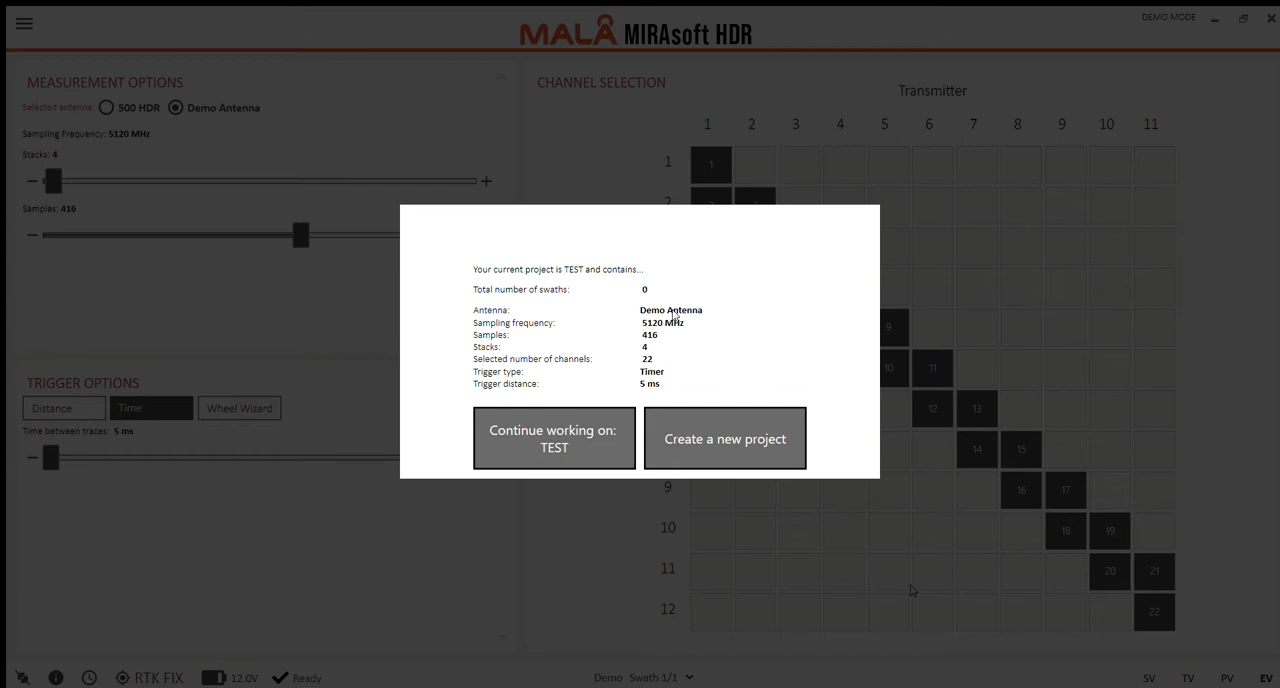 MALÅ MIRAsoft HDR
DEMO MODE
MEASUREMENT OPTIONS
Selected antenna: 500 HDR Demo Antenna
Sampling Frequency: 5120 MHz
Stacks: 4
Samples: 416
TRIGGER OPTIONS
Distance Time Wheel Wizard
Time between traces: 5 ms
CHANNEL SELECTION
Transmitter
1 2 3 4 5 6 7 8 9 10 11
1 1
2
9
10 11
12 13
14 15
9 16 17
10 18 19
11 20 21
12 22
Your current project is TEST and contains...
Total number of swaths: 0
Antenna: Demo Antenna
Sampling frequency: 5120 MHz
Samples: 416
Stacks: 4
Selected number of channels: 22
Trigger type: Timer
Trigger distance: 5 ms
Continue working on:
TEST
Create a new project
RTK FIX 12.0V Ready Demo Swath 1/1 SV TV PV EV